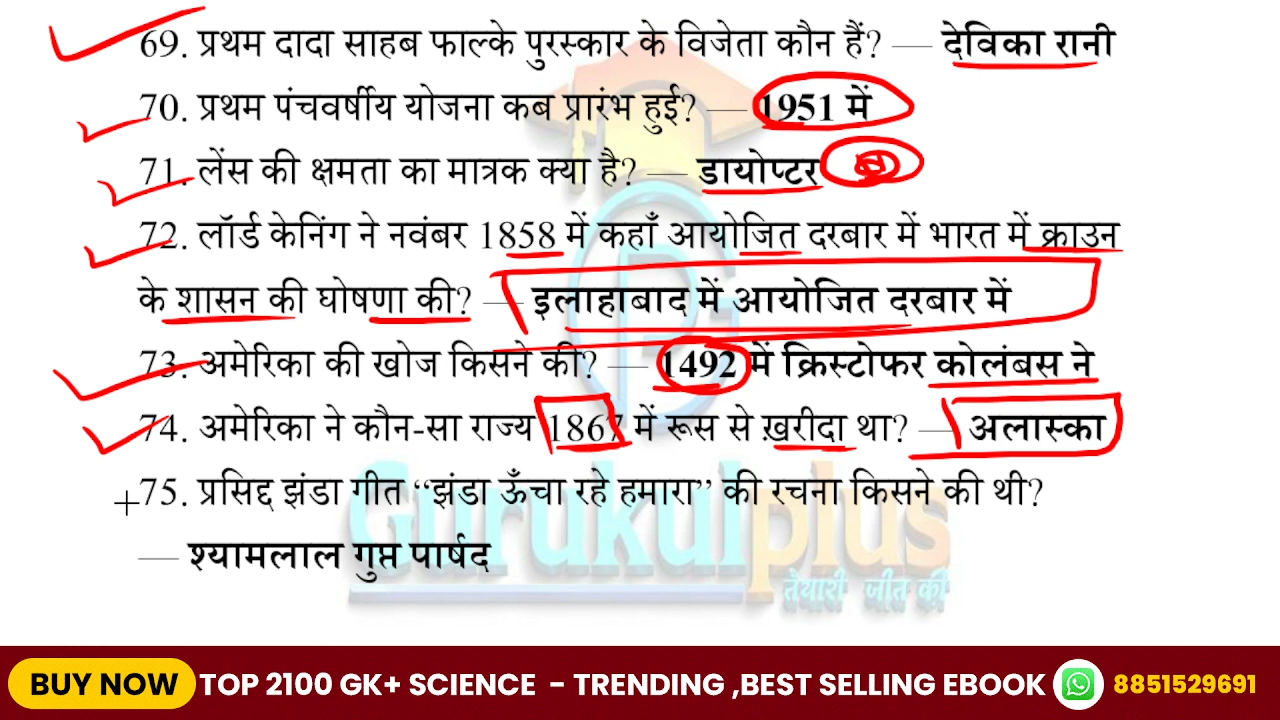 69. प्रथम दादा साहब फाल्के पुरस्कार के विजेता कौन हैं? — देविका रानी
70. प्रथम पंचवर्षीय योजना कब प्रारंभ हुई? — 1951 में
71. लेंस की क्षमता का मात्रक क्या है? — डायोप्टर
72. लॉर्ड केनिंग ने नवंबर 1858 में कहाँ आयोजित दरबार में भारत में क्राउन
के शासन की घोषणा की? — इलाहाबाद में आयोजित दरबार में
73. अमेरिका की खोज किसने की? — 1492 में क्रिस्टोफर कोलंबस ने
74. अमेरिका ने कौन-सा राज्य 1867 में रूस से ख़रीदा था? — अलास्का
75. प्रसिद्द झंडा गीत “झंडा ऊँचा रहे हमारा” की रचना किसने की थी?
— श्यामलाल गुप्त पार्षद
Gurukulplus
तैयारी जीत की
BUY NOW TOP 2100 GK+ SCIENCE – TRENDING ,BEST SELLING EBOOK 8851529691